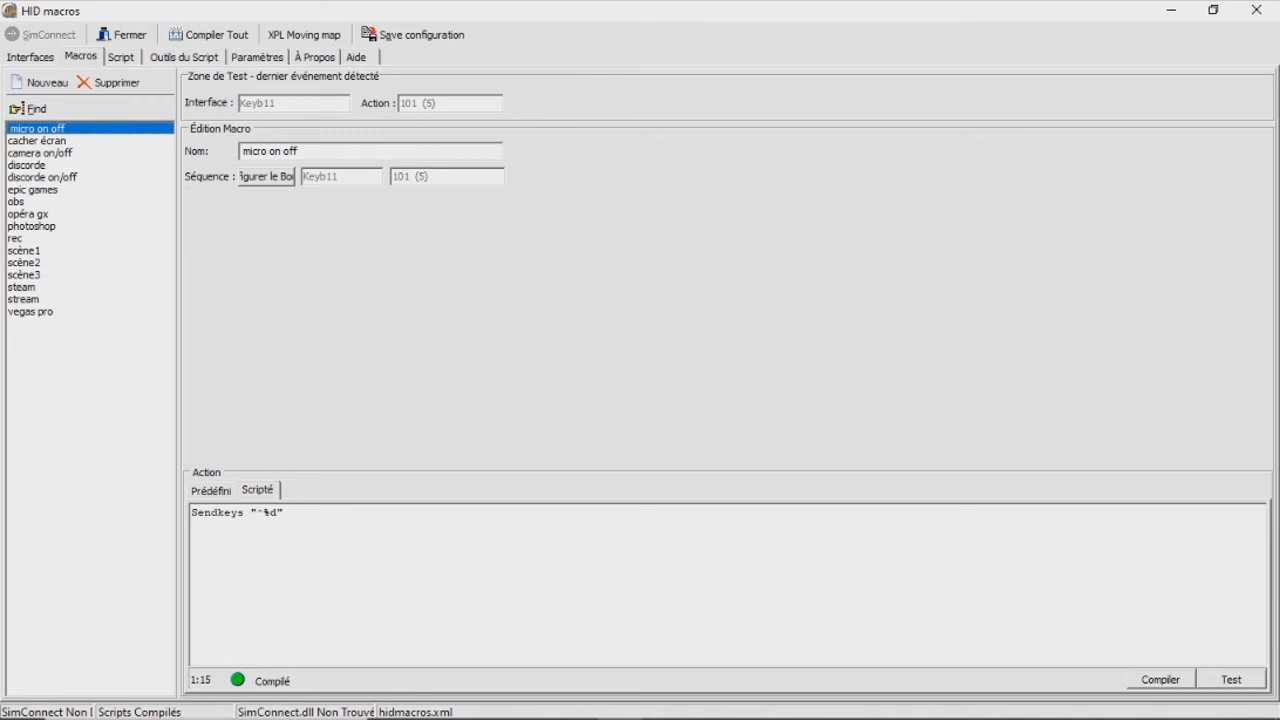 HID macros
SimConnect Fermer Compiler Tout XPL Moving map Save configuration
Interfaces Macros Script Outils du Script Paramètres À Propos Aide
Nouveau Supprimer
Find
micro on off
cacher écran
camera on/off
discorde
discorde on/off
epic games
obs
opéra gx
photoshop
rec
scène1
scène2
scène3
steam
stream
vegas pro
Zone de Test - dernier événement détecté
Interface : Keyb11 Action : 101 (5)
Édition Macro
Nom: micro on off
Séquence : figurer le Bou Keyb11 101 (5)
Action
Prédéfini Scripté
Sendkeys "^%d"
1:15 Compilé Compiler Test
SimConnect Non D Scripts Compilés SimConnect.dll Non Trouvé hidmacros.xml